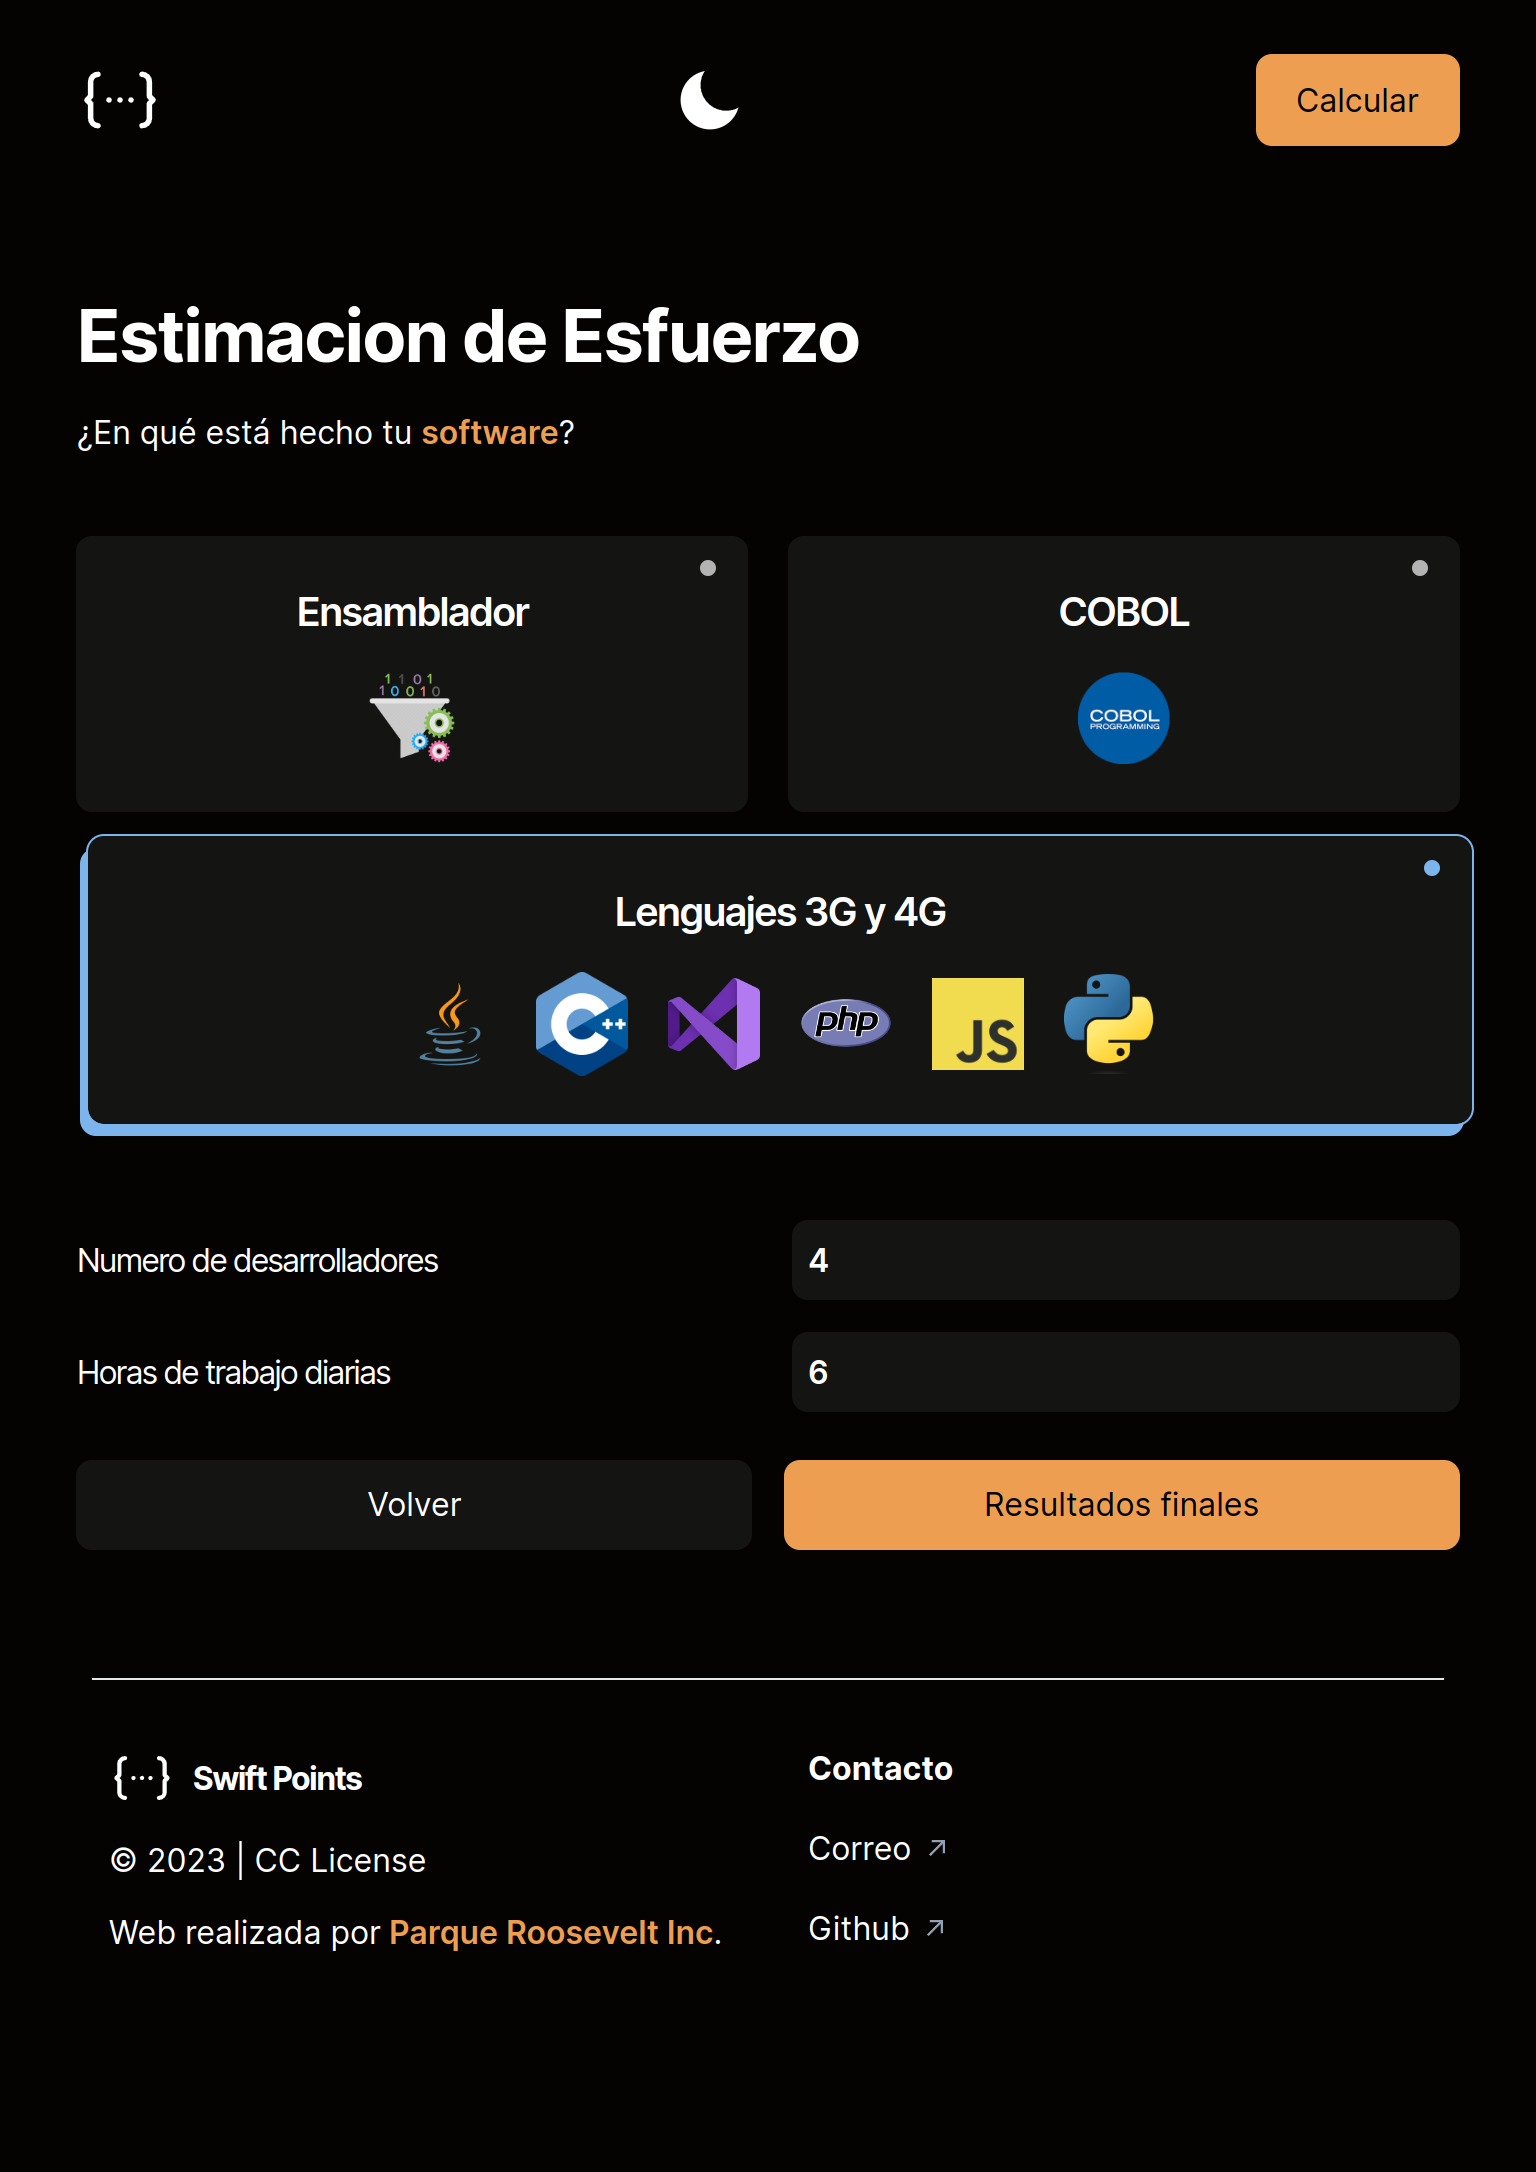 {···}
Calcular
Estimacion de Esfuerzo
¿En qué está hecho tu software?
Ensamblador
1 1 0 1
1 0 0 1 0
COBOL
COBOL
PROGRAMMING
Lenguajes 3G y 4G
C++
php
JS
Numero de desarrolladores
4
Horas de trabajo diarias
6
Volver
Resultados finales
{···} Swift Points
© 2023 | CC License
Web realizada por Parque Roosevelt Inc.
Contacto
Correo ↗
Github ↗